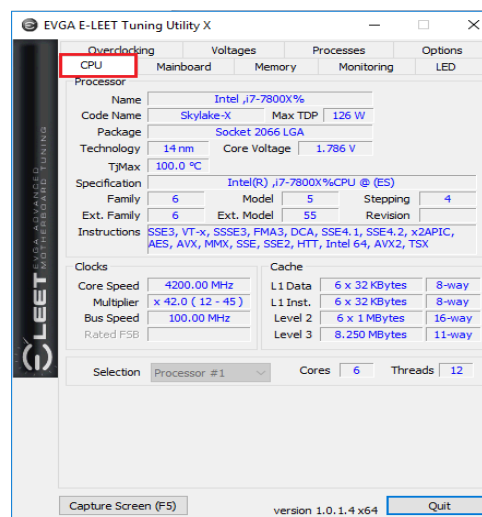 EVGA E-LEET Tuning Utility X
Overclocking Voltages Processes Options
CPU Mainboard Memory Monitoring LED
Processor
Name Intel ,i7-7800X%
Code Name Skylake-X Max TDP 126 W
Package Socket 2066 LGA
Technology 14 nm Core Voltage 1.786 V
TjMax 100.0 ºC
Specification Intel(R) ,i7-7800X%CPU @ (ES)
Family 6 Model 5 Stepping 4
Ext. Family 6 Ext. Model 55 Revision
Instructions SSE3, VT-x, SSSE3, FMA3, DCA, SSE4.1, SSE4.2, x2APIC,
AES, AVX, MMX, SSE, SSE2, HTT, Intel 64, AVX2, TSX
Clocks Cache
Core Speed 4200.00 MHz L1 Data 6 x 32 KBytes 8-way
Multiplier x 42.0 ( 12 - 45 ) L1 Inst. 6 x 32 KBytes 8-way
Bus Speed 100.00 MHz Level 2 6 x 1 MBytes 16-way
Rated FSB Level 3 8.250 MBytes 11-way
Selection Processor #1 Cores 6 Threads 12
Capture Screen (F5) version 1.0.1.4 x64 Quit
ELEET
EVGA ADVANCED
MOTHERBOARD TUNING